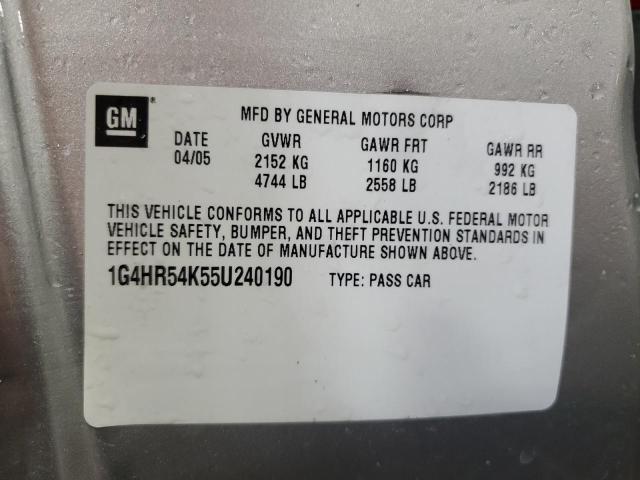 GM®
MFD BY GENERAL MOTORS CORP
DATE GVWR GAWR FRT GAWR RR
04/05 2152 KG 1160 KG 992 KG
4744 LB 2558 LB 2186 LB
THIS VEHICLE CONFORMS TO ALL APPLICABLE U.S. FEDERAL MOTOR
VEHICLE SAFETY, BUMPER, AND THEFT PREVENTION STANDARDS IN
EFFECT ON THE DATE OF MANUFACTURE SHOWN ABOVE.
1G4HR54K55U240190 TYPE: PASS CAR